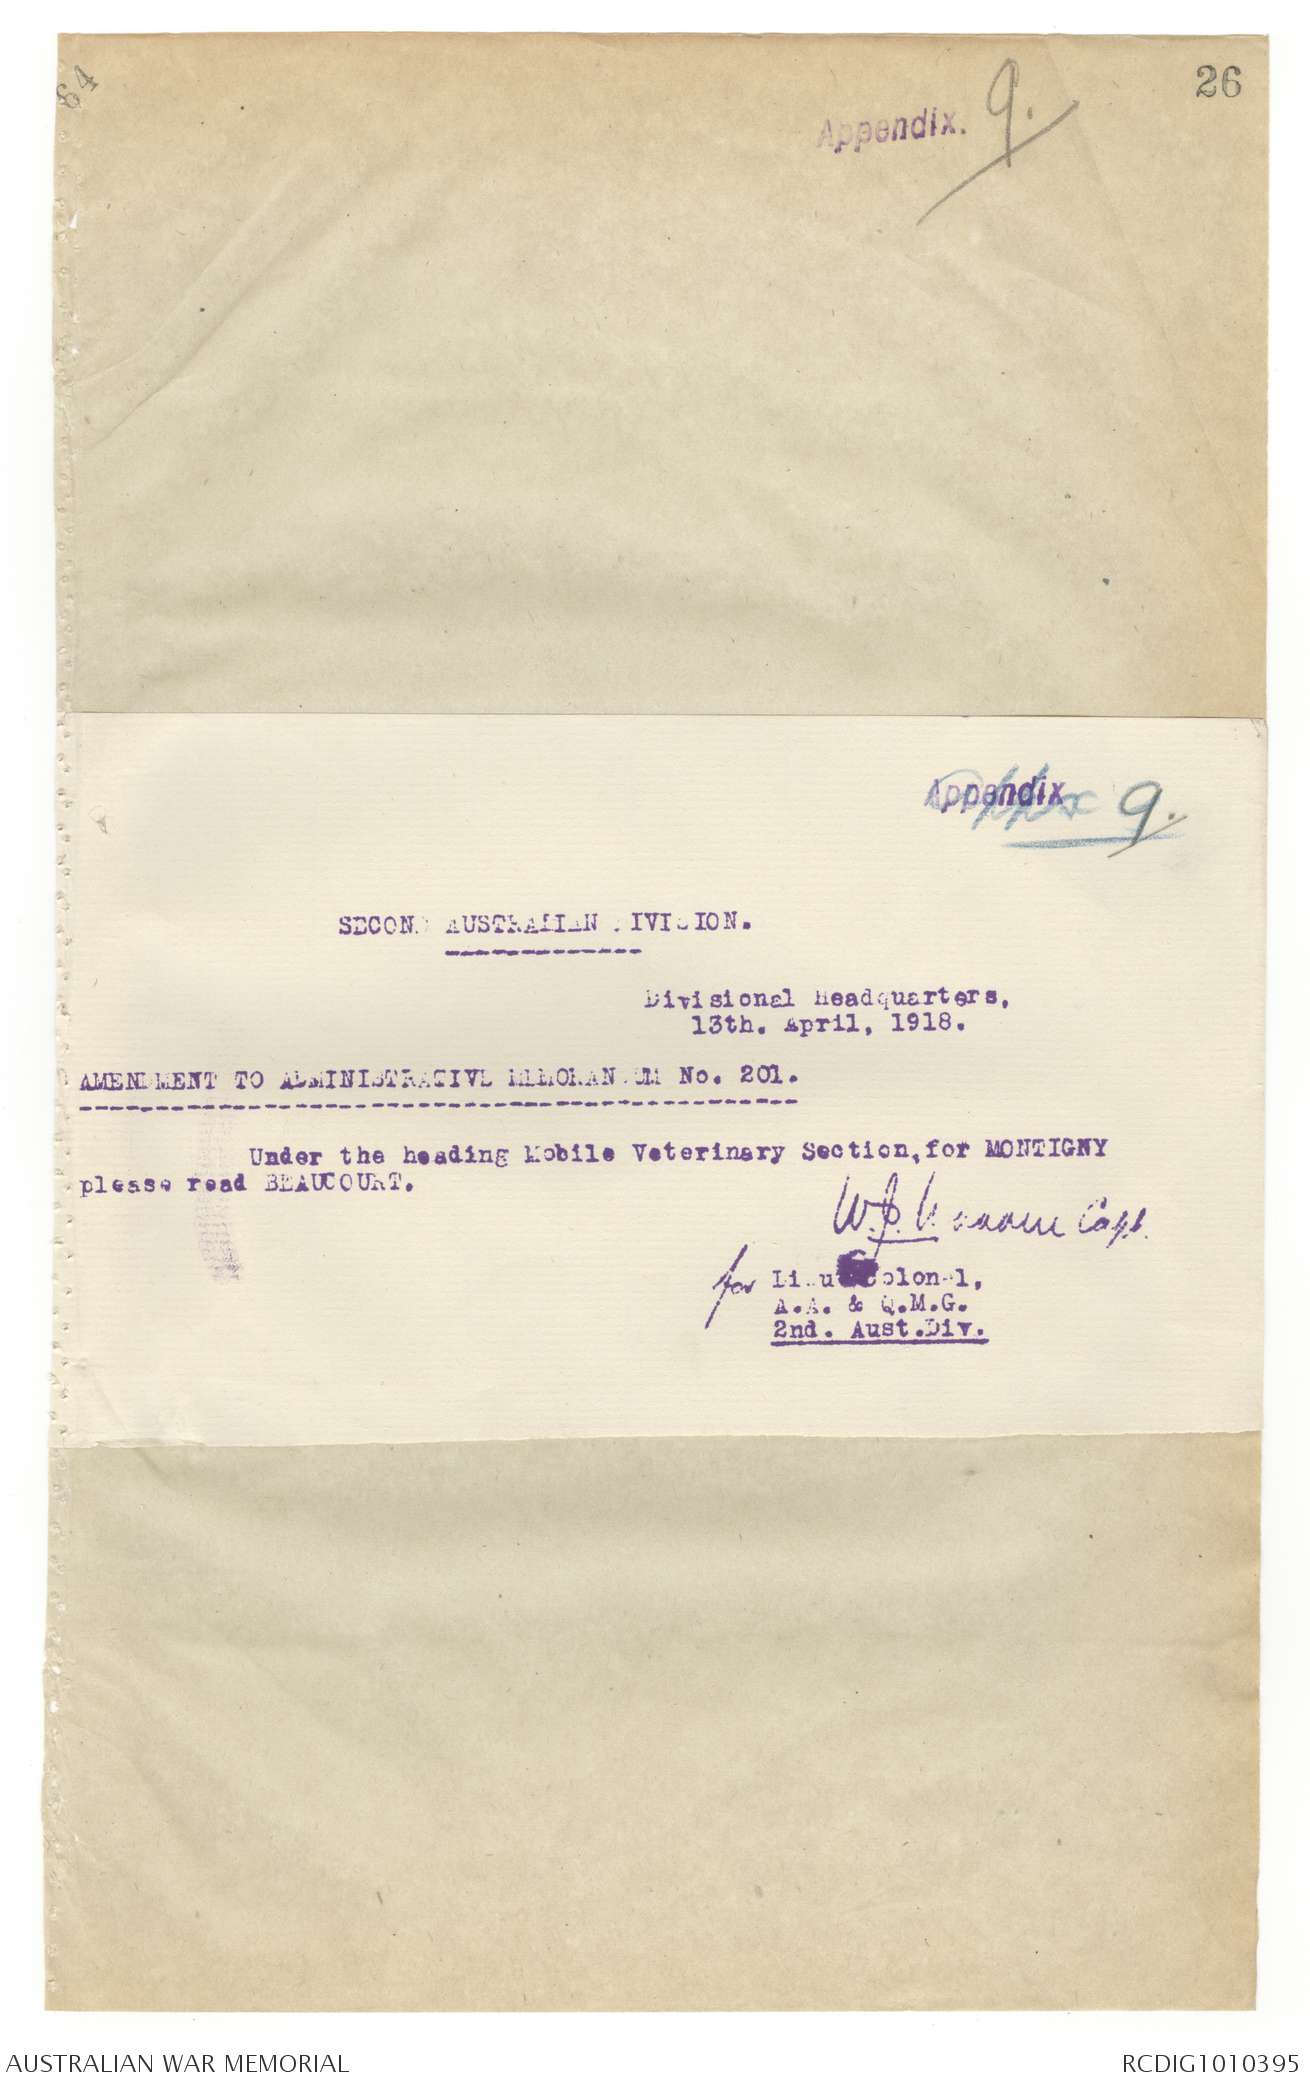 64
26
Appendix. 9.
Appendix 9.
SECOND AUSTRALIAN DIVISION.
Divisional Headquarters,
13th. April, 1918.
AMENDMENT TO ADMINISTRATIVE MEMORANDUM No. 201.
Under the heading Mobile Veterinary Section, for MONTIGNY
please read BEAUCOURT.
Capt.
for Lieut Colonel,
A.A. & Q.M.G.
2nd. Aust.Div.
AUSTRALIAN WAR MEMORIAL
RCDIG1010395